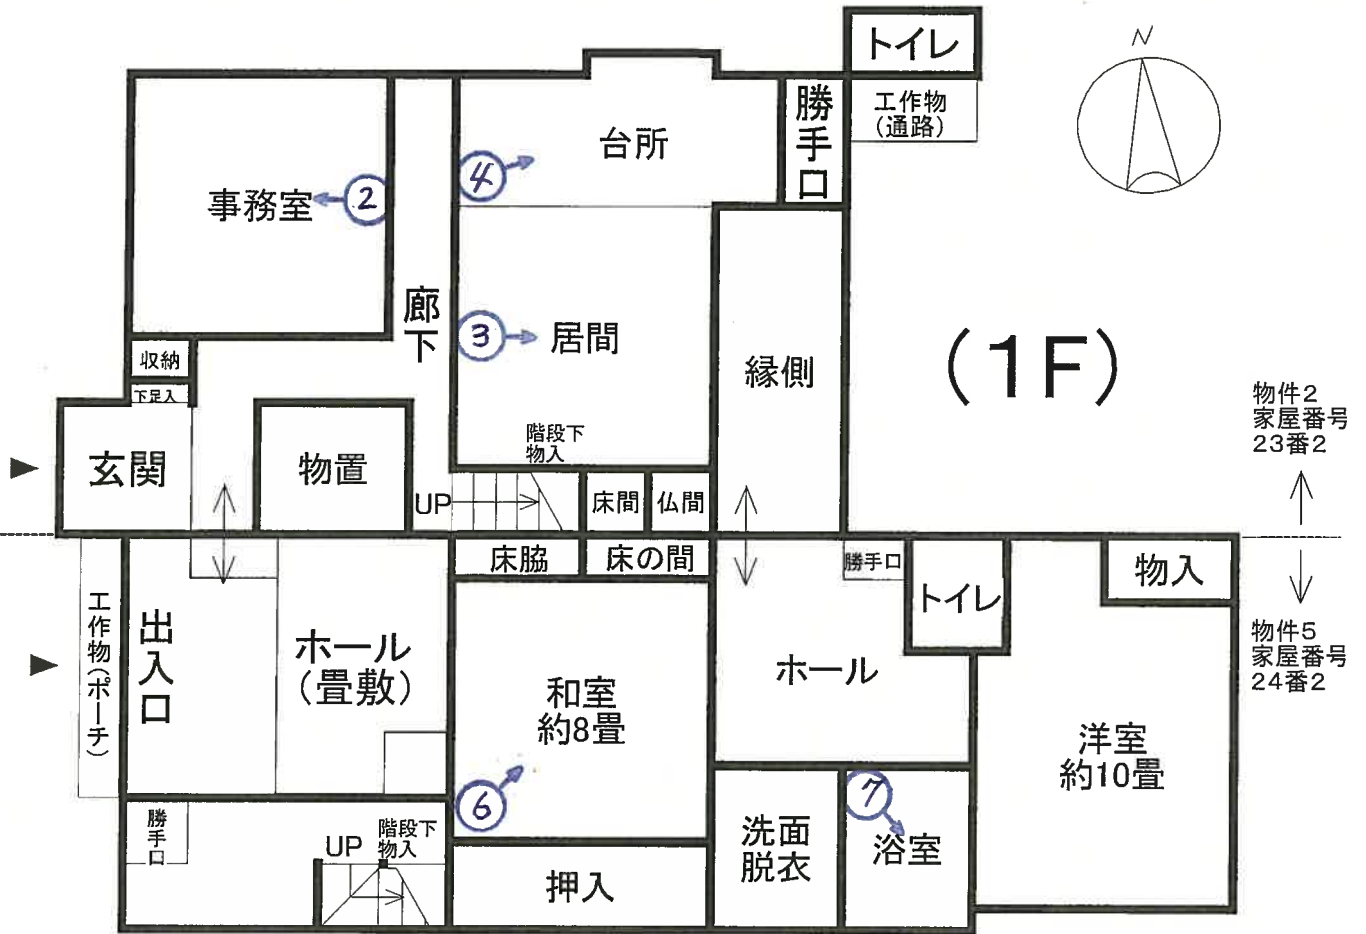 トイレ
N
工作物
(通路)
勝
手
口
台所
④
事務室
②
廊
下
③
居間
縁側
(1F)
収納
下足入
玄関
物置
階段下
物入
UP
床間
仏間
物件2
家屋番号
23番2
床脇
床の間
勝手口
トイレ
物入
物件5
家屋番号
24番2
工作物(ポーチ)
出
入
口
ホール
(畳敷)
和室
約8畳
⑥
ホール
洋室
約10畳
勝
手
口
UP
階段下
物入
押入
洗面
脱衣
⑦
浴室